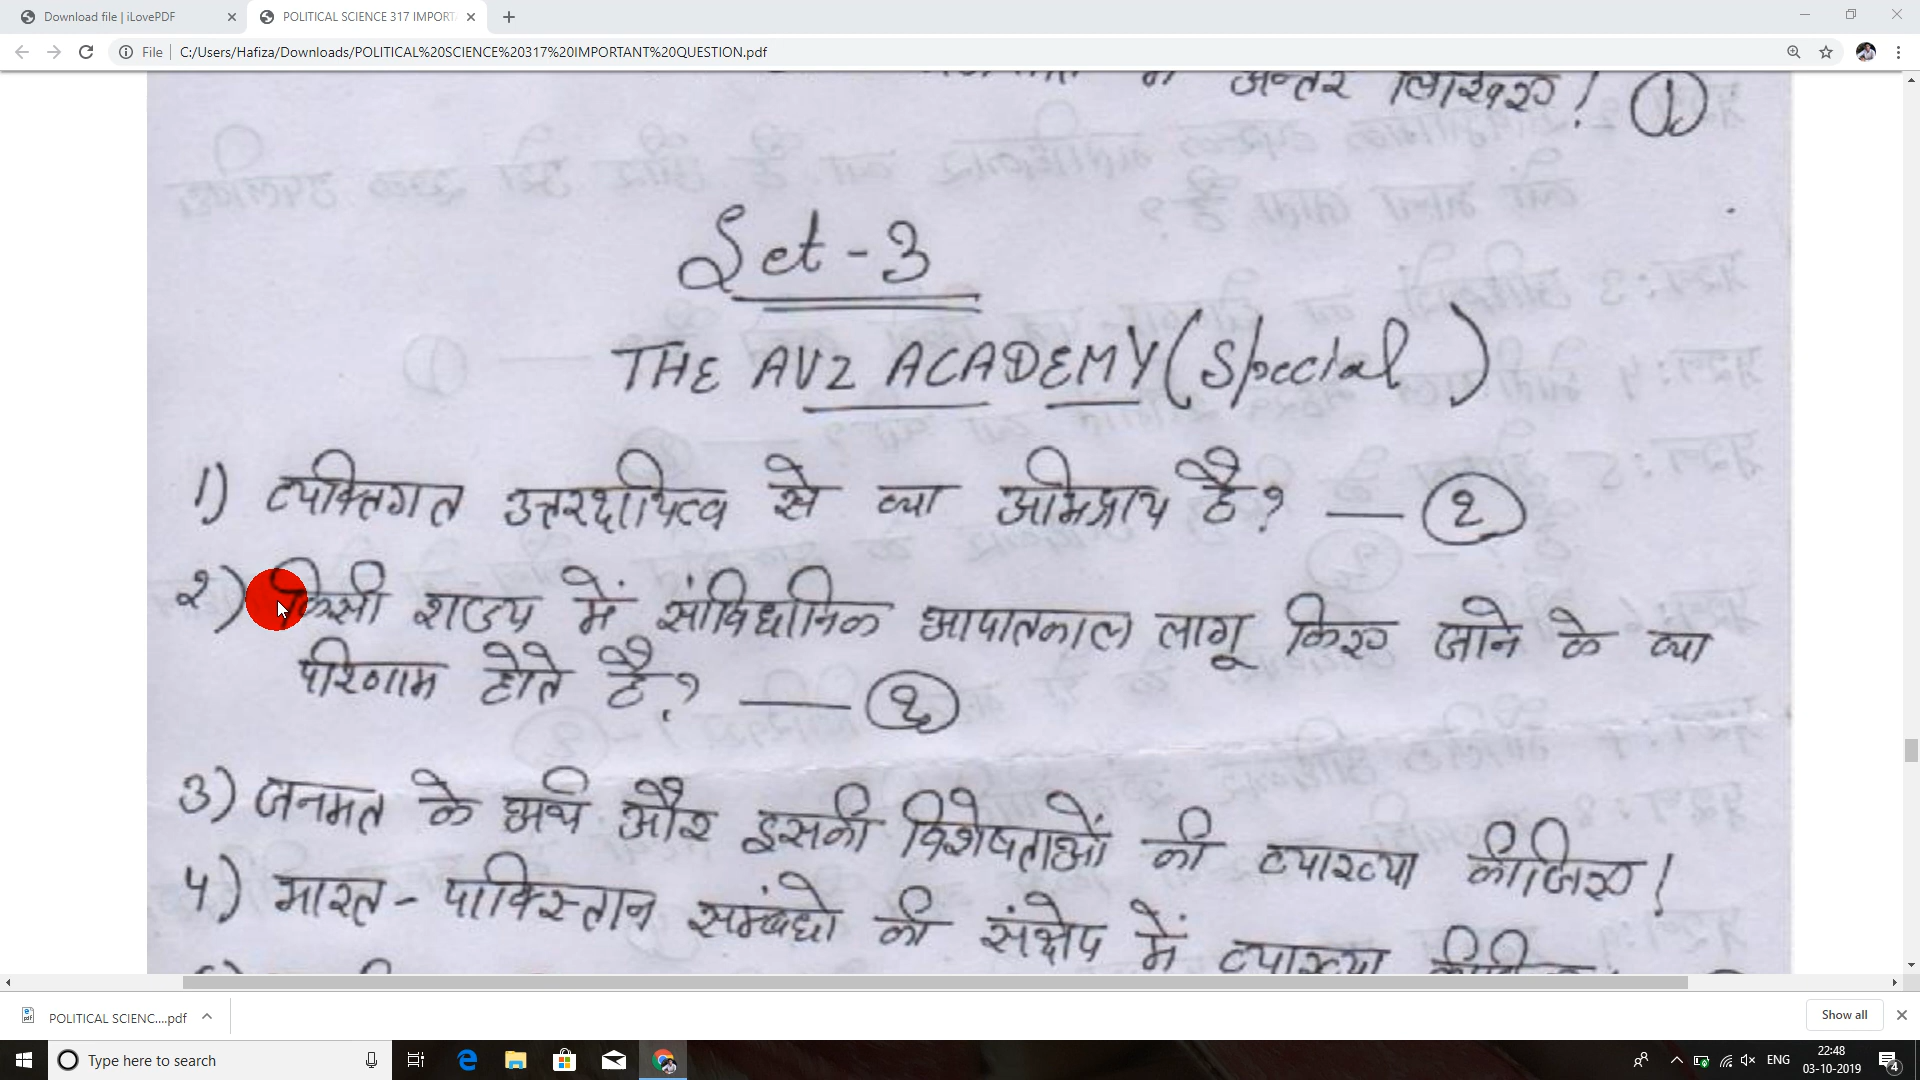 Download file | iLovePDF
POLITICAL SCIENCE 317 IMPORT
File C:/Users/Hafiza/Downloads/POLITICAL%20SCIENCE%20317%20IMPORTANT%20QUESTION.pdf
अन्तर लिखिए! ①
Set-3
THE AVZ ACADEMY (Special)
1) व्यक्तिगत उत्तरदायित्व से क्या अभिप्राय है? — ②
२) किसी राज्य में संविधानिक आपातकाल लागू किए जाने के क्या
परिणाम होते है? — ②
3) जनमत के अर्थ और इसकी विशेषताओं की व्याख्या कीजिए!
4) भारत-पाकिस्तान सम्बंधो की संक्षेप में व्याख्या
POLITICAL SCIENC....pdf
Show all
Type here to search
ENG
22:48
03-10-2019
4